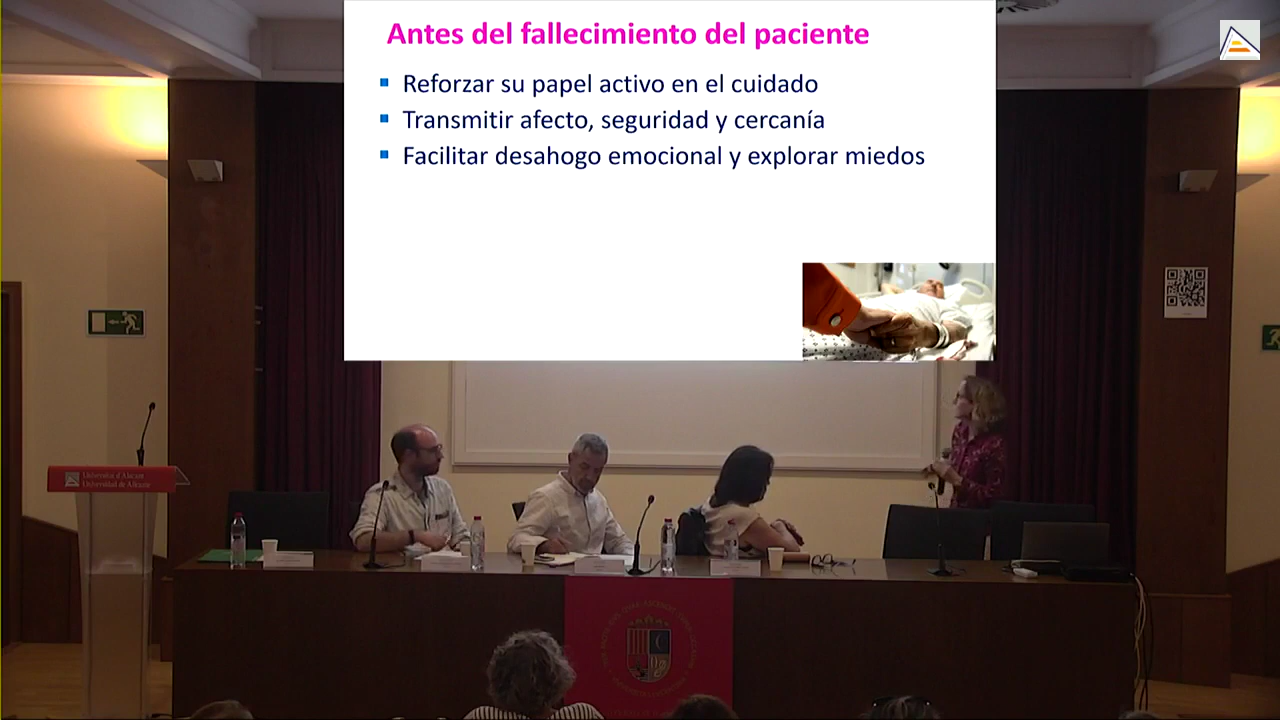 Antes del fallecimiento del paciente
Reforzar su papel activo en el cuidado
Transmitir afecto, seguridad y cercanía
Facilitar desahogo emocional y explorar miedos
Universitat d'Alacant
Universidad de Alicante